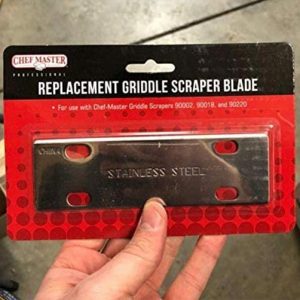 CHEF MASTER
PROFESSIONAL
REPLACEMENT GRIDDLE SCRAPER BLADE
• For use with Chef-Master Griddle Scrapers 90002, 90018, and 90220
STAINLESS STEEL